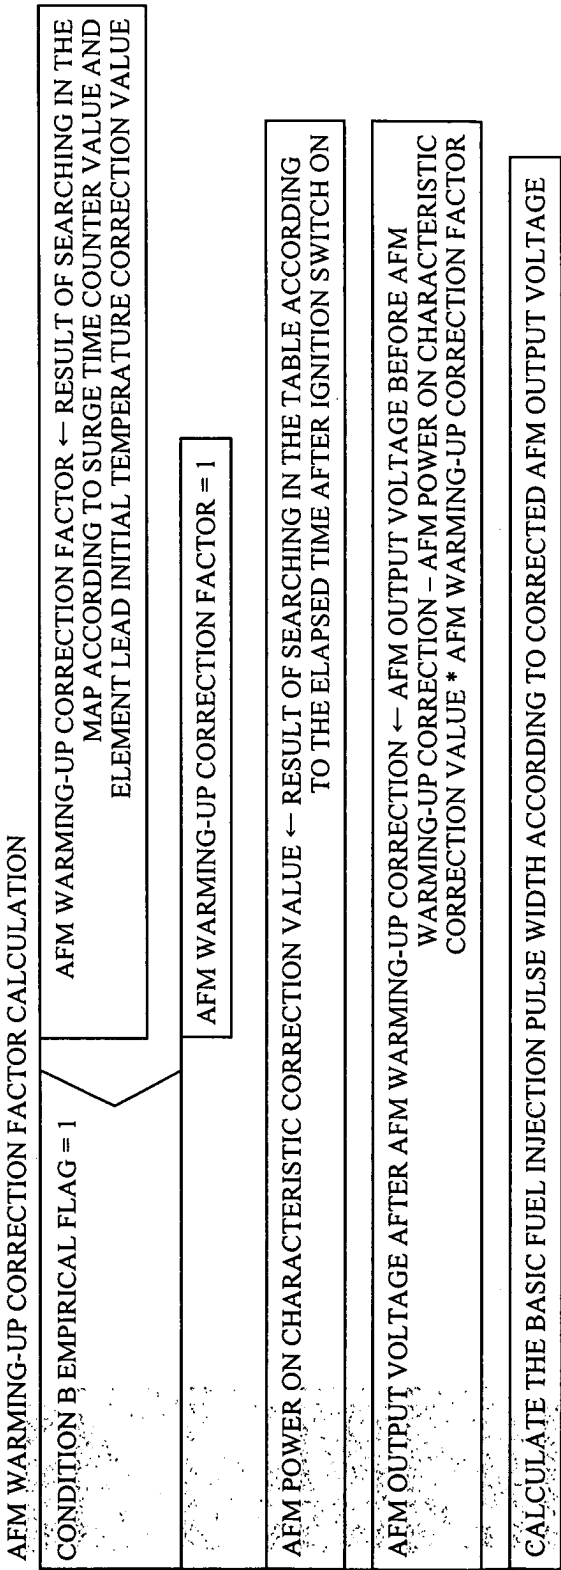 AFM WARMING-UP CORRECTION FACTOR CALCULATION
CONDITION B EMPIRICAL FLAG = 1
AFM WARMING-UP CORRECTION FACTOR ← RESULT OF SEARCHING IN THE
MAP ACCORDING TO SURGE TIME COUNTER VALUE AND
ELEMENT LEAD INITIAL TEMPERATURE CORRECTION VALUE
AFM WARMING-UP CORRECTION FACTOR = 1
AFM POWER ON CHARACTERISTIC CORRECTION VALUE ← RESULT OF SEARCHING IN THE TABLE ACCORDING
TO THE ELAPSED TIME AFTER IGNITION SWITCH ON
AFM OUTPUT VOLTAGE AFTER AFM WARMING-UP CORRECTION ← AFM OUTPUT VOLTAGE BEFORE AFM
WARMING-UP CORRECTION – AFM POWER ON CHARACTERISTIC
CORRECTION VALUE * AFM WARMING-UP CORRECTION FACTOR
CALCULATE THE BASIC FUEL INJECTION PULSE WIDTH ACCORDING TO CORRECTED AFM OUTPUT VOLTAGE